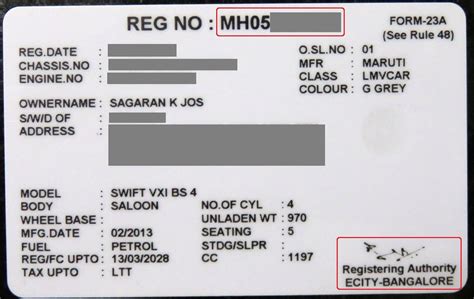 REG NO : MH05
FORM-23A
(See Rule 48)
REG.DATE :
CHASSIS.NO :
ENGINE.NO :
O.SL.NO : 01
MFR : MARUTI
CLASS : LMVCAR
COLOUR : G GREY
OWNERNAME : SAGARAN K JOS
S/W/D OF :
ADDRESS :
MODEL : SWIFT VXI BS 4
BODY : SALOON
WHEEL BASE :
MFG.DATE : 02/2013
FUEL : PETROL
REG/FC UPTO : 13/03/2028
TAX UPTO : LTT
NO.OF CYL : 4
UNLADEN WT : 970
SEATING : 5
STDG/SLPR :
CC : 1197
Registering Authority
ECITY-BANGALORE